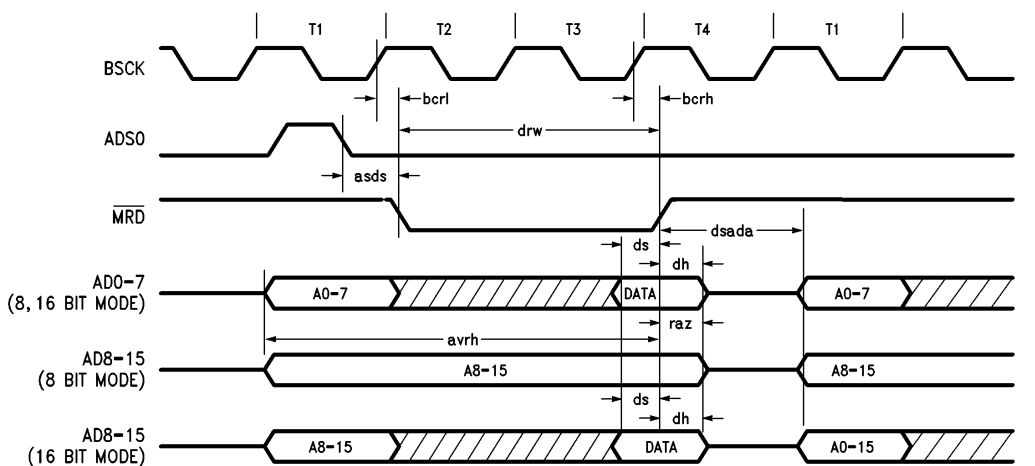 T1 T2 T3 T4 T1
BSCK
bcrl bcrh
ADS0 drw
asds
MRD
dsada
ds
dh
AD0-7
(8, 16 BIT MODE) A0-7 DATA A0-7
raz
avrh
AD8-15
(8 BIT MODE) A8-15 A8-15
ds
dh
AD8-15
(16 BIT MODE) A8-15 DATA A0-15